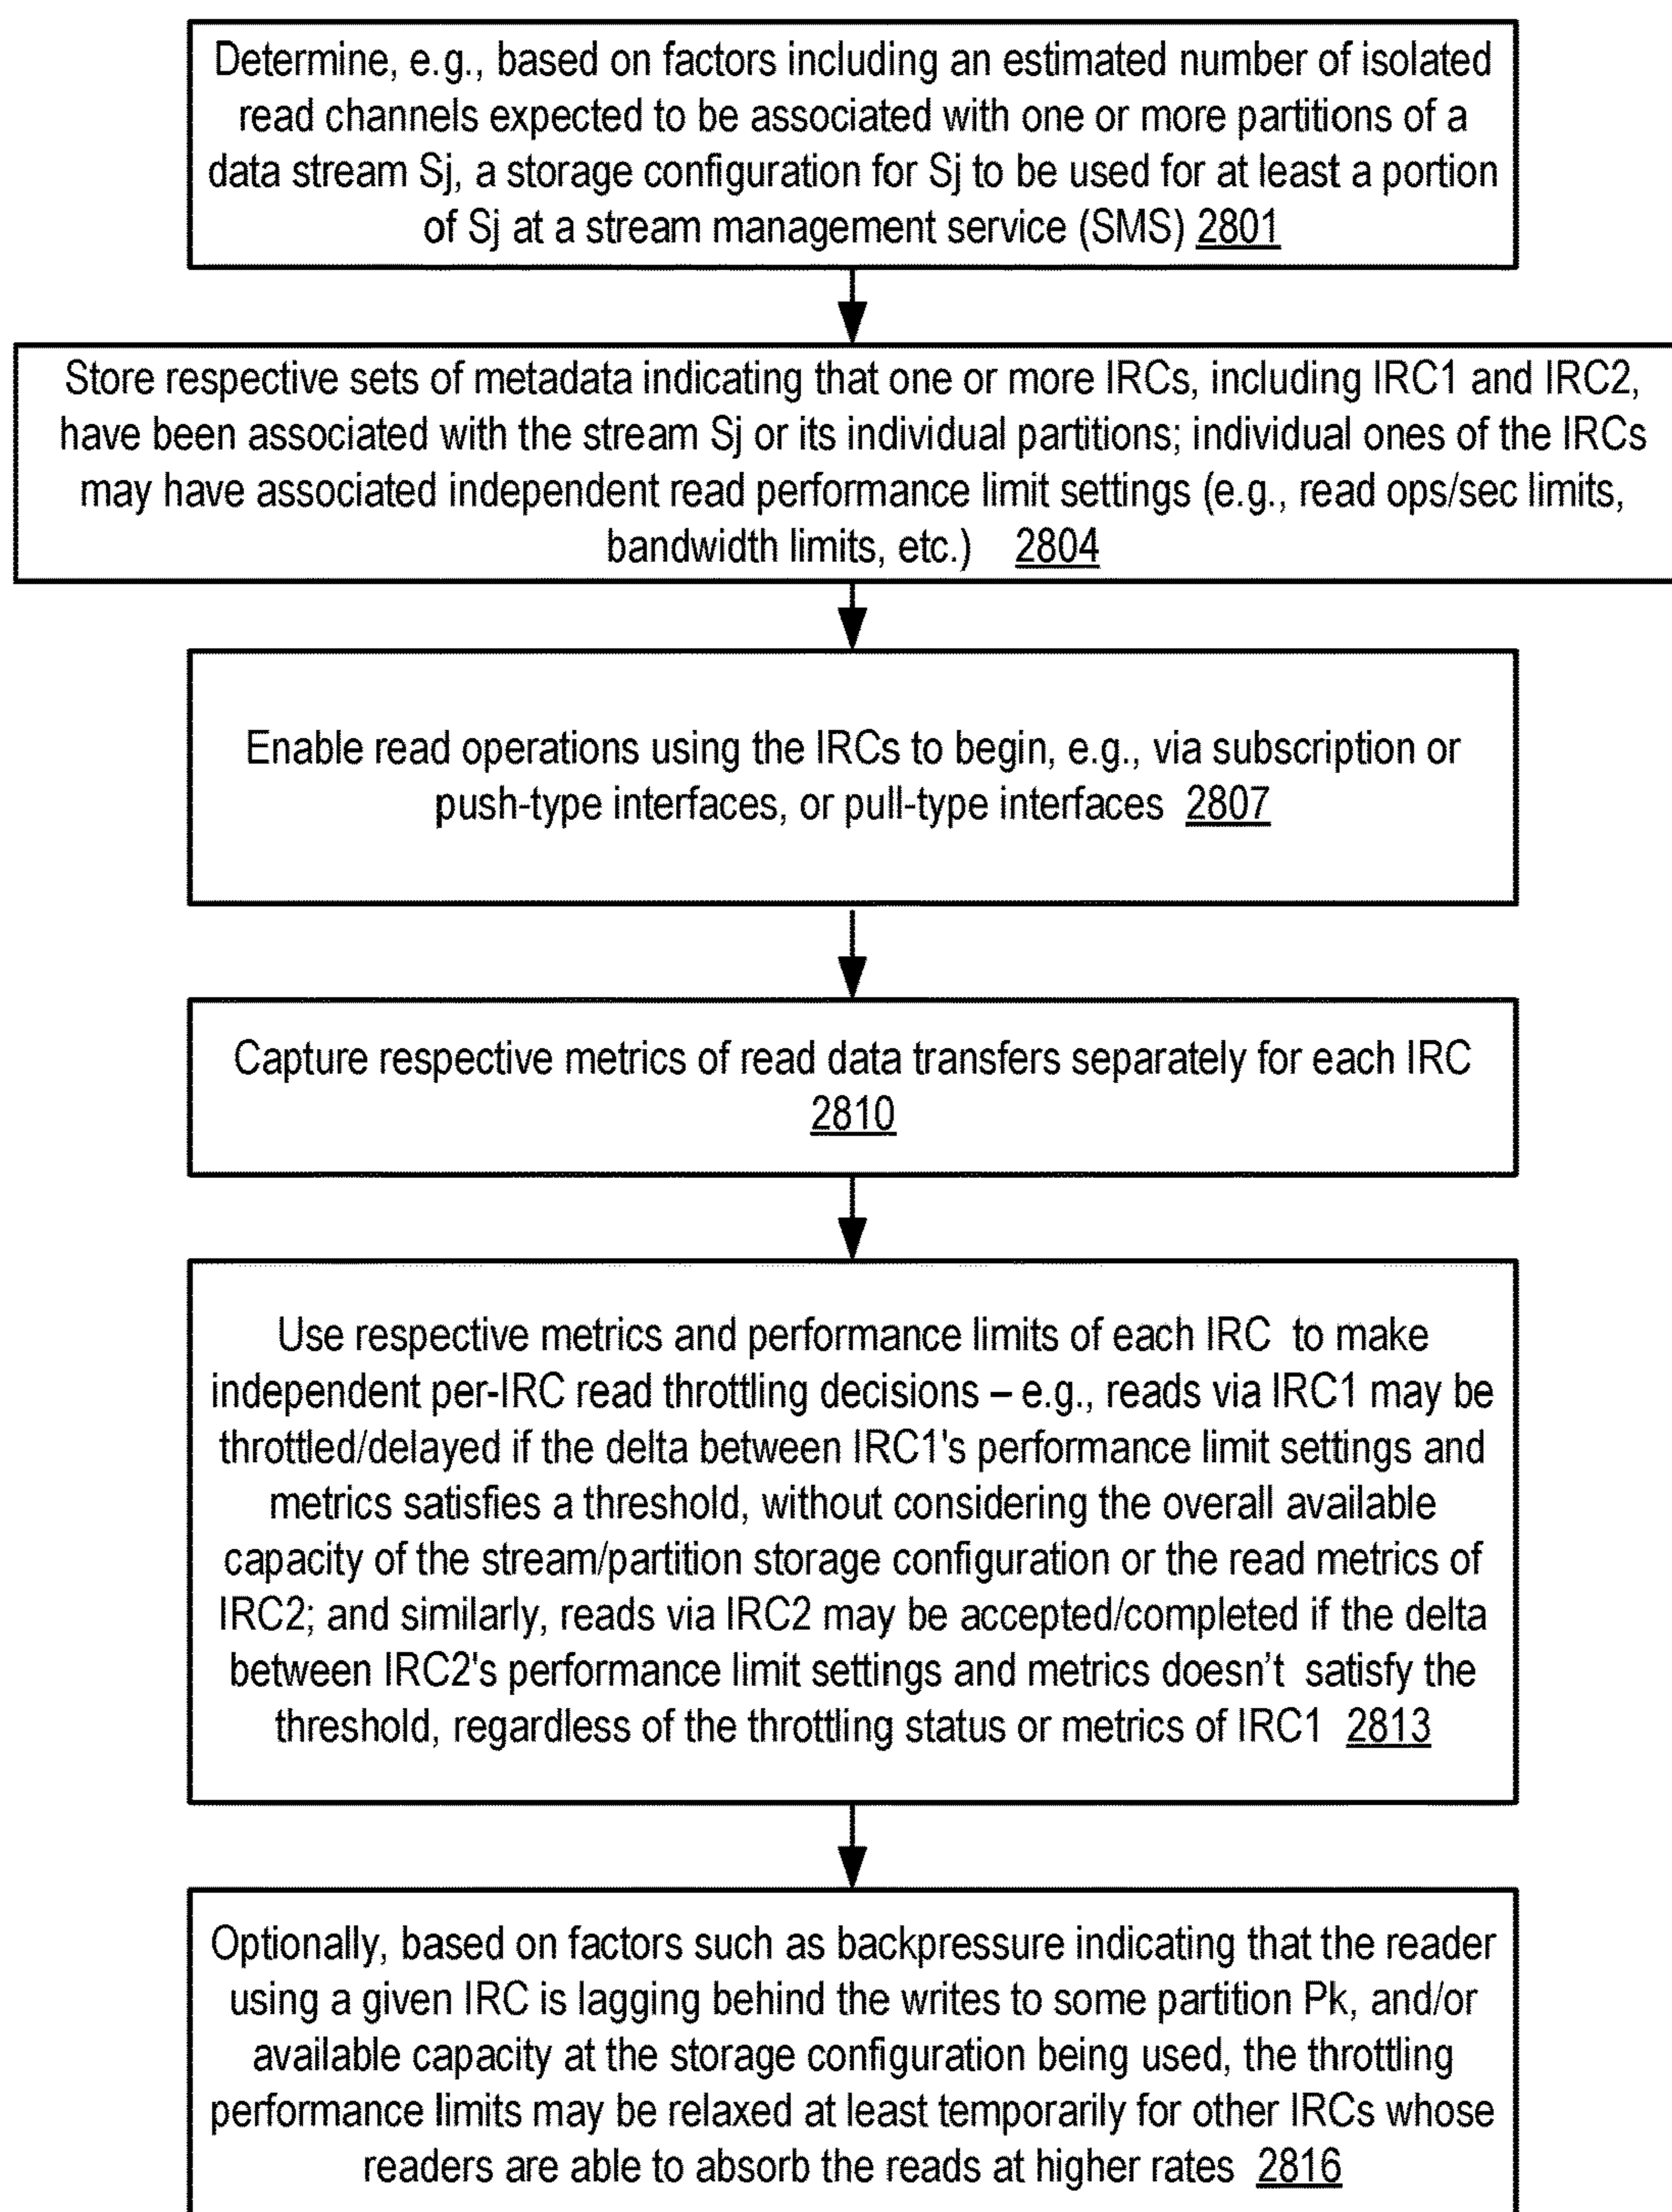 Determine, e.g., based on factors including an estimated number of isolated
read channels expected to be associated with one or more partitions of a
data stream Sj, a storage configuration for Sj to be used for at least a portion
of Sj at a stream management service (SMS) 2801
Store respective sets of metadata indicating that one or more IRCs, including IRC1 and IRC2,
have been associated with the stream Sj or its individual partitions; individual ones of the IRCs
may have associated independent read performance limit settings (e.g., read ops/sec limits,
bandwidth limits, etc.) 2804
Enable read operations using the IRCs to begin, e.g., via subscription or
push-type interfaces, or pull-type interfaces 2807
Capture respective metrics of read data transfers separately for each IRC
2810
Use respective metrics and performance limits of each IRC to make
independent per-IRC read throttling decisions – e.g., reads via IRC1 may be
throttled/delayed if the delta between IRC1's performance limit settings and
metrics satisfies a threshold, without considering the overall available
capacity of the stream/partition storage configuration or the read metrics of
IRC2; and similarly, reads via IRC2 may be accepted/completed if the delta
between IRC2's performance limit settings and metrics doesn’t satisfy the
threshold, regardless of the throttling status or metrics of IRC1 2813
Optionally, based on factors such as backpressure indicating that the reader
using a given IRC is lagging behind the writes to some partition Pk, and/or
available capacity at the storage configuration being used, the throttling
performance limits may be relaxed at least temporarily for other IRCs whose
readers are able to absorb the reads at higher rates 2816